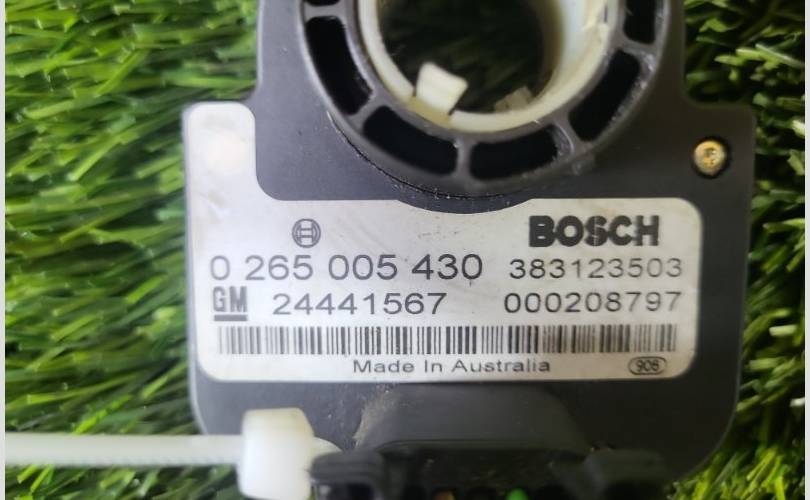 BOSCH
0 265 005 430 383123503
GM 24441567 000208797
Made In Australia 906